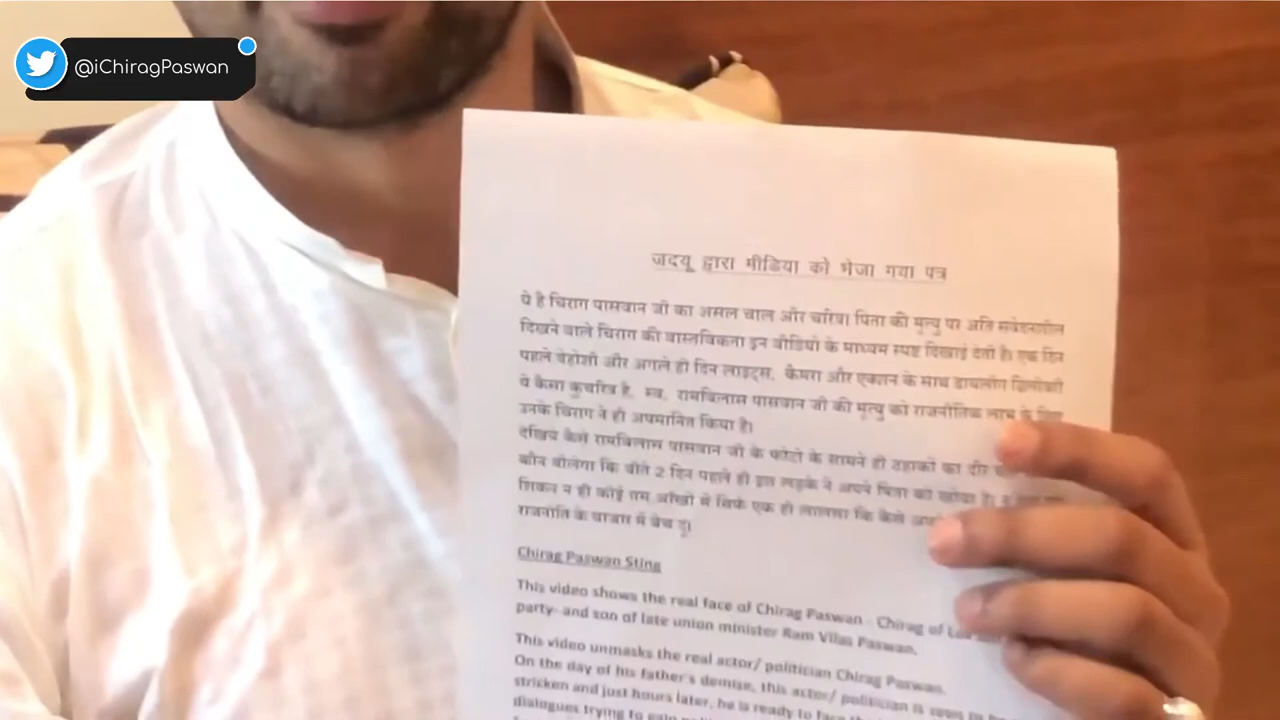 @iChiragPaswan
जदयू द्वारा मीडिया को भेजा गया पत्र
ये है चिराग पासवान जी का असल चाल और चरित्र। पिता की मृत्यु पर अति संवेदनशील
दिखने वाले चिराग की वास्तविकता इन वीडियो के माध्यम स्पष्ट दिखाई देती है। एक दिन
पहले बेहोशी और अगले ही दिन लाइट्स, कैमरा और एक्शन के साथ डायलॉग डिलीवरी
ये कैसा कुचरित्र है, स्व. रामविलास पासवान जी की मृत्यु को राजनीतिक लाभ के लिए
उनके चिराग ने ही अपमानित किया है।
देखिए कैसे रामविलास पासवान जी के फोटो के सामने ही ठहाकों का दौर
कौन बोलेगा कि बीते 2 दिन पहले ही इस लड़के ने अपने पिता को खोया है।
शिकन न ही कोई गम आँखों में सिर्फ एक ही लालसा कि कैसे
राजनीति के बाजार में बेच दूं।
Chirag Paswan Sting
This video shows the real face of Chirag Paswan - Chirag of
party- and son of late union minister Ram Vilas Paswan.
This video unmasks the real actor/ politician Chirag Paswan.
On the day of his father's demise, this actor/ politician is seen
stricken and just hours later, he is ready to face
dialogues trying to gain